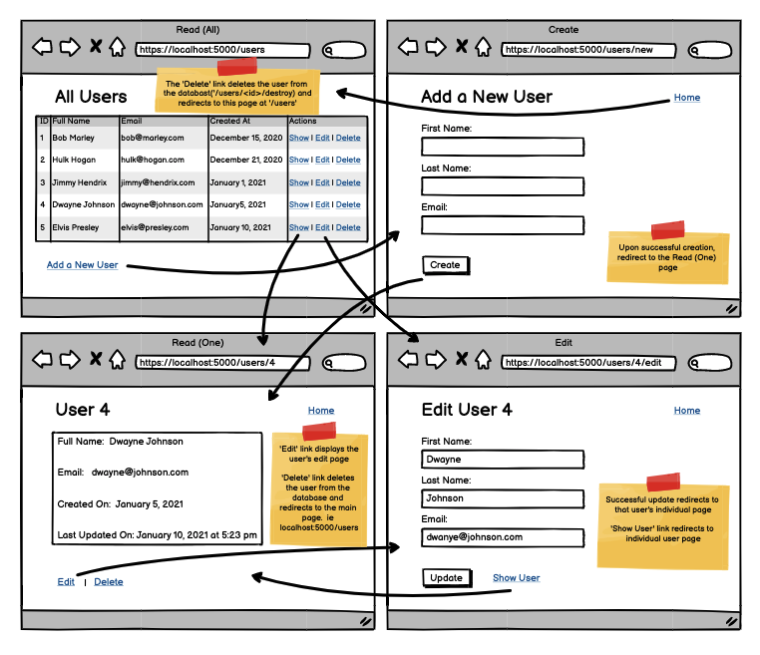 Read (All)
https://localhost:5000/users
The 'Delete' link deletes the user from
the databast('/users/<id>/destroy) and
redirects to this page at '/users'
All Users
ID Full Name Email Created At Actions
1 Bob Marley bob@marley.com December 15, 2020 Show | Edit | Delete
2 Hulk Hogan hulk@hogan.com December 21, 2020 Show | Edit | Delete
3 Jimmy Hendrix jimmy@hendrix.com January 1, 2021 Show | Edit | Delete
4 Dwayne Johnson dwayne@johnson.com January5, 2021 Show | Edit | Delete
5 Elvis Presley elvis@presley.com January 10, 2021 Show | Edit | Delete
Add a New User
Create
https://localhost:5000/users/new
Add a New User
Home
First Name:
Last Name:
Email:
Upon successful creation,
redirect to the Read (One)
page
Create
Read (One)
https://localhost:5000/users/4
User 4
Home
Full Name: Dwayne Johnson
Email: dwayne@johnson.com
Created On: January 5, 2021
Last Updated On: January 10, 2021 at 5:23 pm
'Edit' link displays the
user's edit page
'Delete' link deletes
the user from the
database and
redirects to the main
page. ie
localhost:5000/users
Edit | Delete
Edit
https://localhost:5000/users/4/edit
Edit User 4
Home
First Name:
Dwayne
Last Name:
Johnson
Email:
dwanye@johnson.com
Successful update redirects to
that user's individual page
'Show User' link redirects to
individual user page
Update
Show User